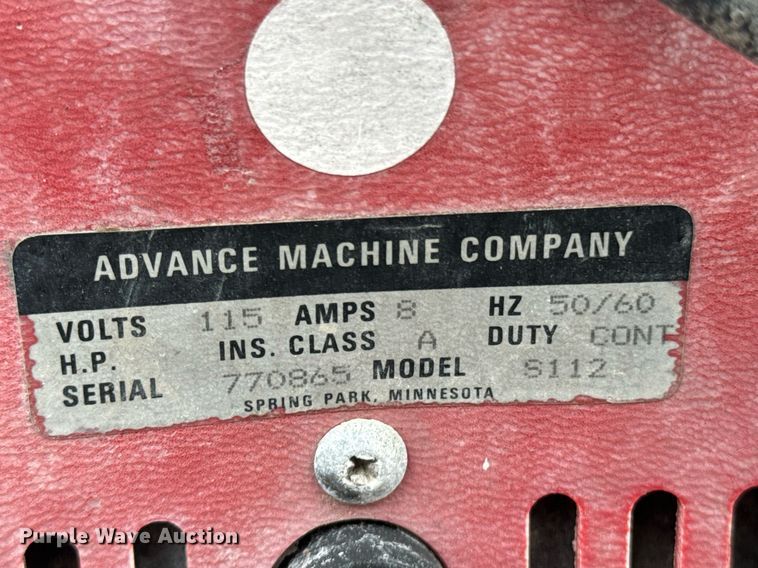 ADVANCE MACHINE COMPANY
VOLTS 115 AMPS 8 HZ 50/60
H.P. INS. CLASS A DUTY CONT
SERIAL 770865 MODEL S112
SPRING PARK, MINNESOTA
Purple Wave Auction